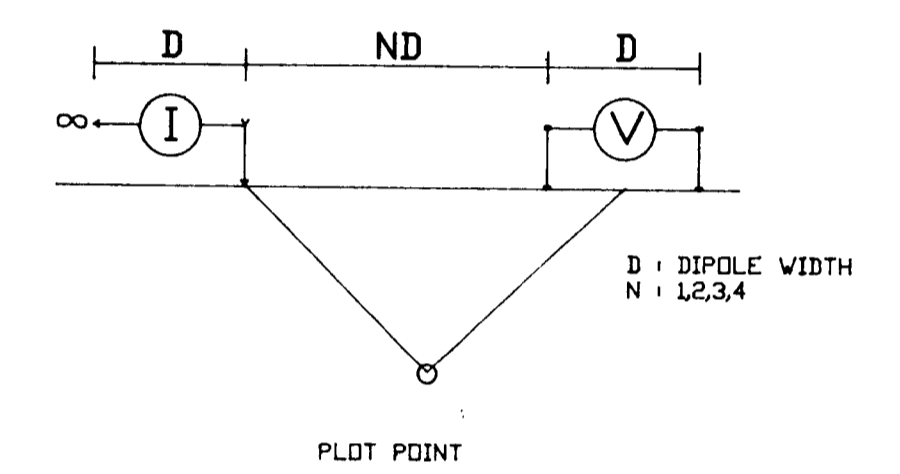 D ND D
∞ I V
D : DIPOLE WIDTH
N : 1,2,3,4
PLOT POINT